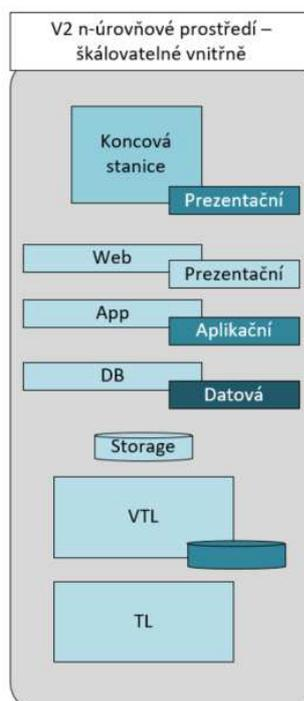 V2 n-úrovňové prostředí –
škálovatelné vnitřně
Koncová
stanice
Prezentační
Web
Prezentační
App
Aplikační
DB
Datová
Storage
VTL
TL